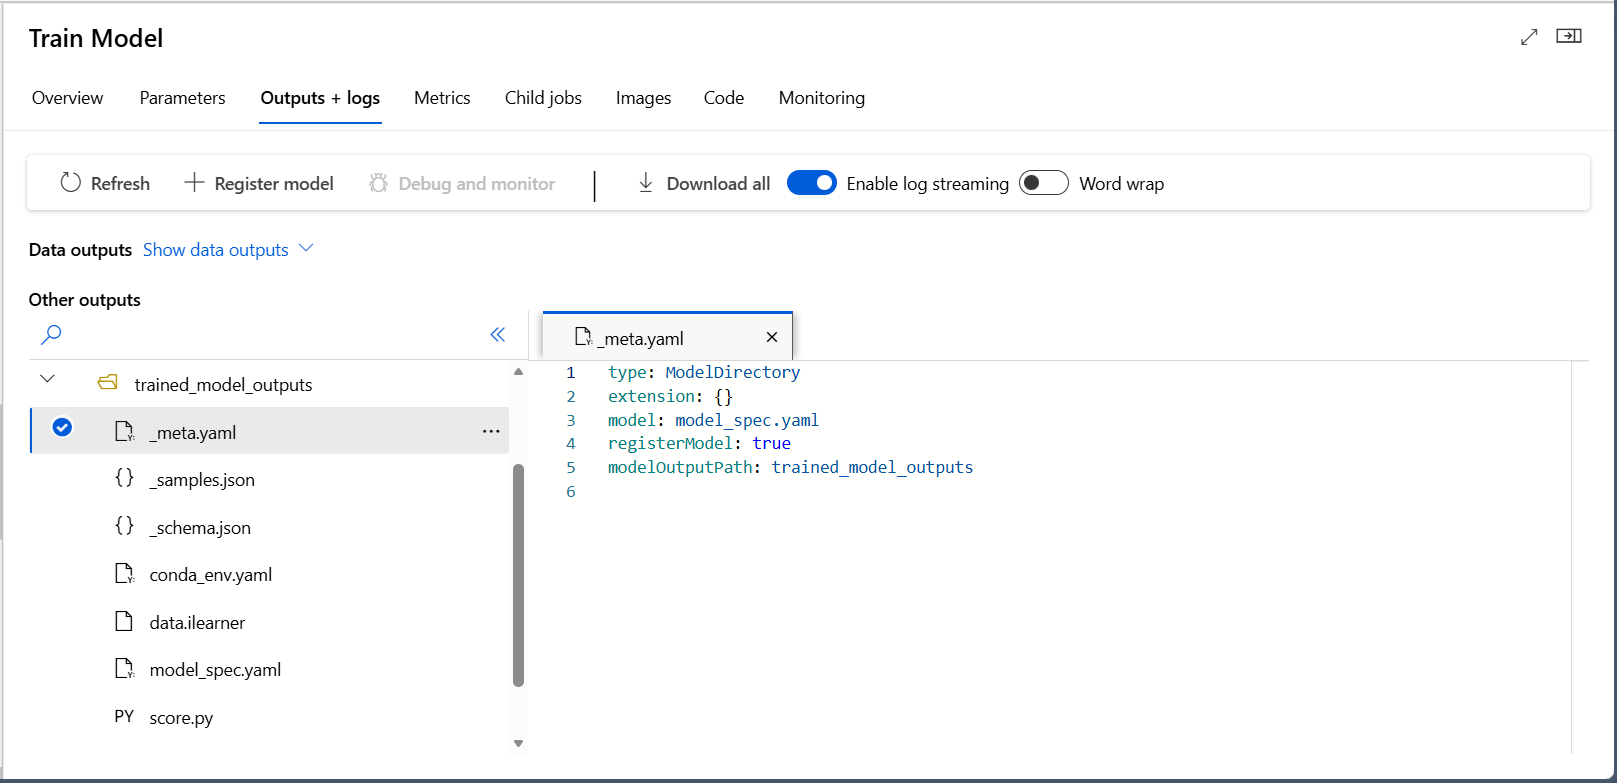 Train Model
Overview Parameters Outputs + logs Metrics Child jobs Images Code Monitoring
Refresh Register model Debug and monitor Download all Enable log streaming Word wrap
Data outputs Show data outputs
Other outputs
trained_model_outputs
_meta.yaml
{} _samples.json
{} _schema.json
conda_env.yaml
data.ilearner
model_spec.yaml
PY score.py
_meta.yaml
1 type: ModelDirectory
2 extension: {}
3 model: model_spec.yaml
4 registerModel: true
5 modelOutputPath: trained_model_outputs
6